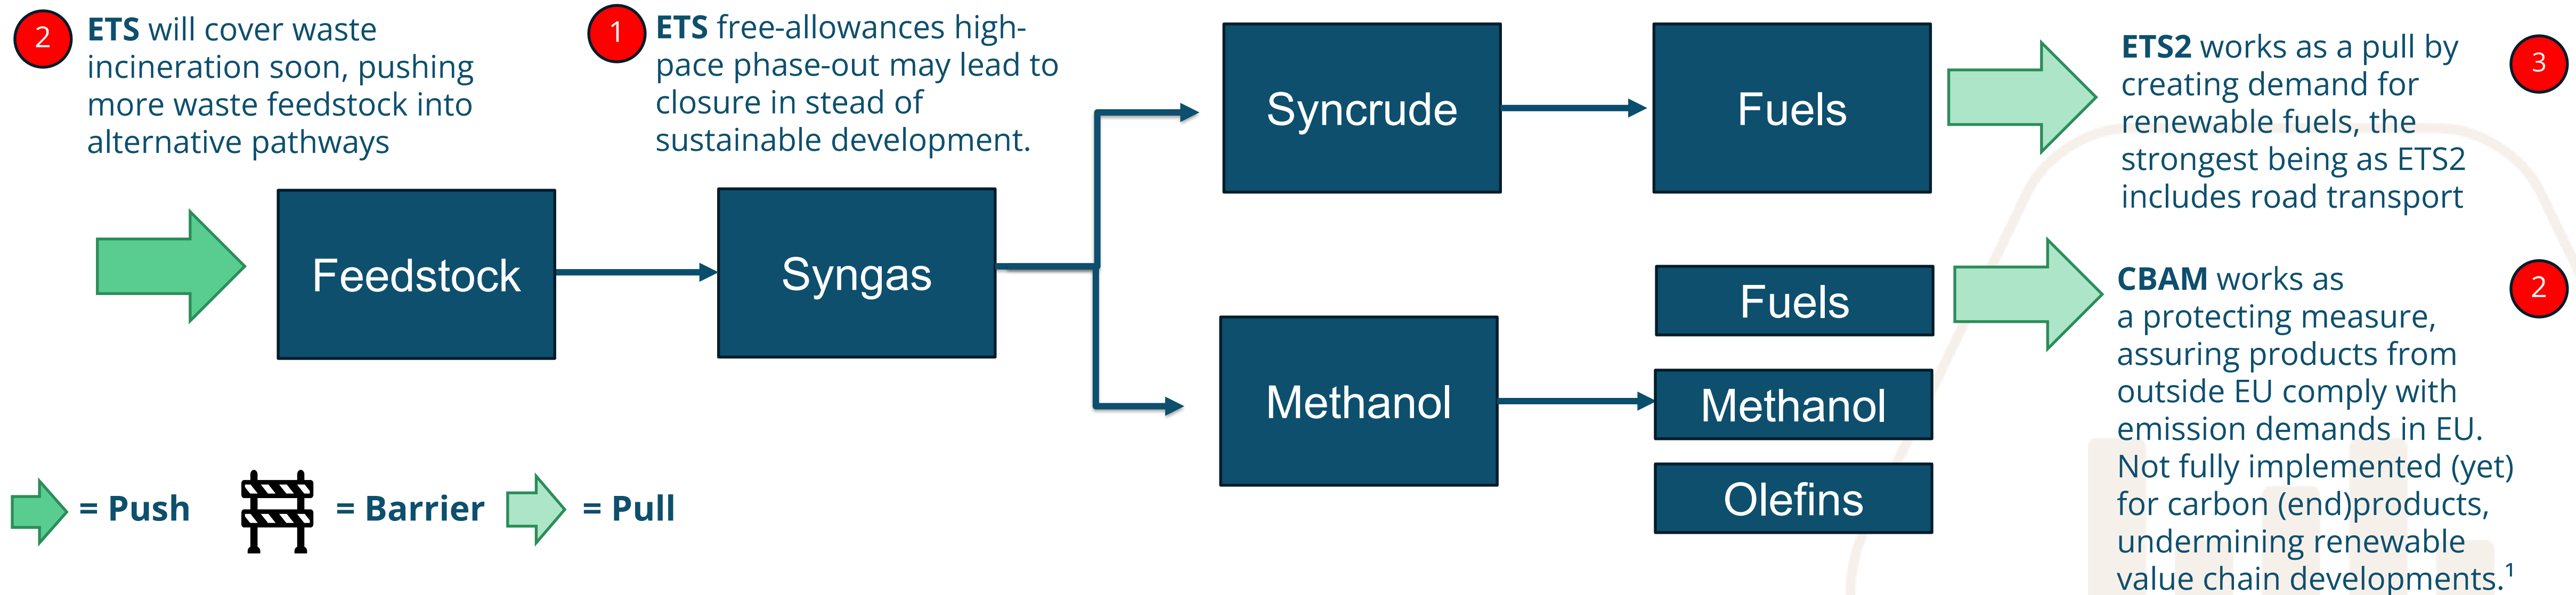 2
ETS will cover waste
incineration soon, pushing
more waste feedstock into
alternative pathways
1
ETS free-allowances high-
pace phase-out may lead to
closure in stead of
sustainable development.
Feedstock
Syngas
Syncrude
Fuels
Methanol
Fuels
Methanol
Olefins
ETS2 works as a pull by
creating demand for
renewable fuels, the
strongest being as ETS2
includes road transport
3
CBAM works as
a protecting measure,
assuring products from
outside EU comply with
emission demands in EU.
Not fully implemented (yet)
for carbon (end)products,
undermining renewable
value chain developments.¹
2
= Push
= Barrier
= Pull